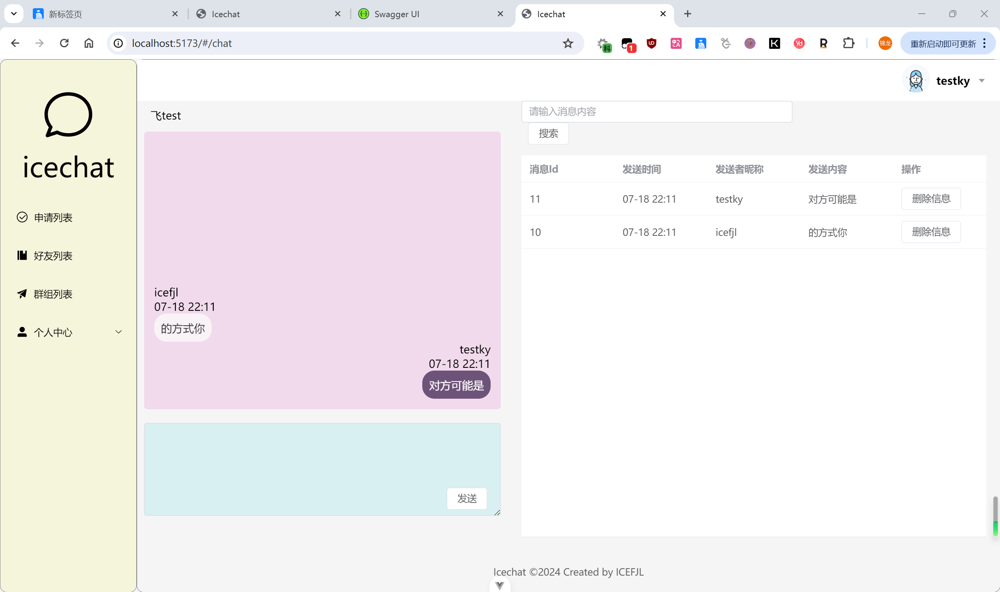 新标签页
Icechat
Swagger UI
Icechat
localhost:5173/#/chat
科
1
中
A
K
yd
R
锦龙
重新启动即可更新
icechat
申请列表
好友列表
群组列表
个人中心
testky
飞test
icefjl
07-18 22:11
的方式你
testky
07-18 22:11
对方可能是
发送
请输入消息内容
搜索
消息Id 发送时间 发送者昵称 发送内容 操作
11 07-18 22:11 testky 对方可能是 删除信息
10 07-18 22:11 icefjl 的方式你 删除信息
Icechat ©2024 Created by ICEFJL